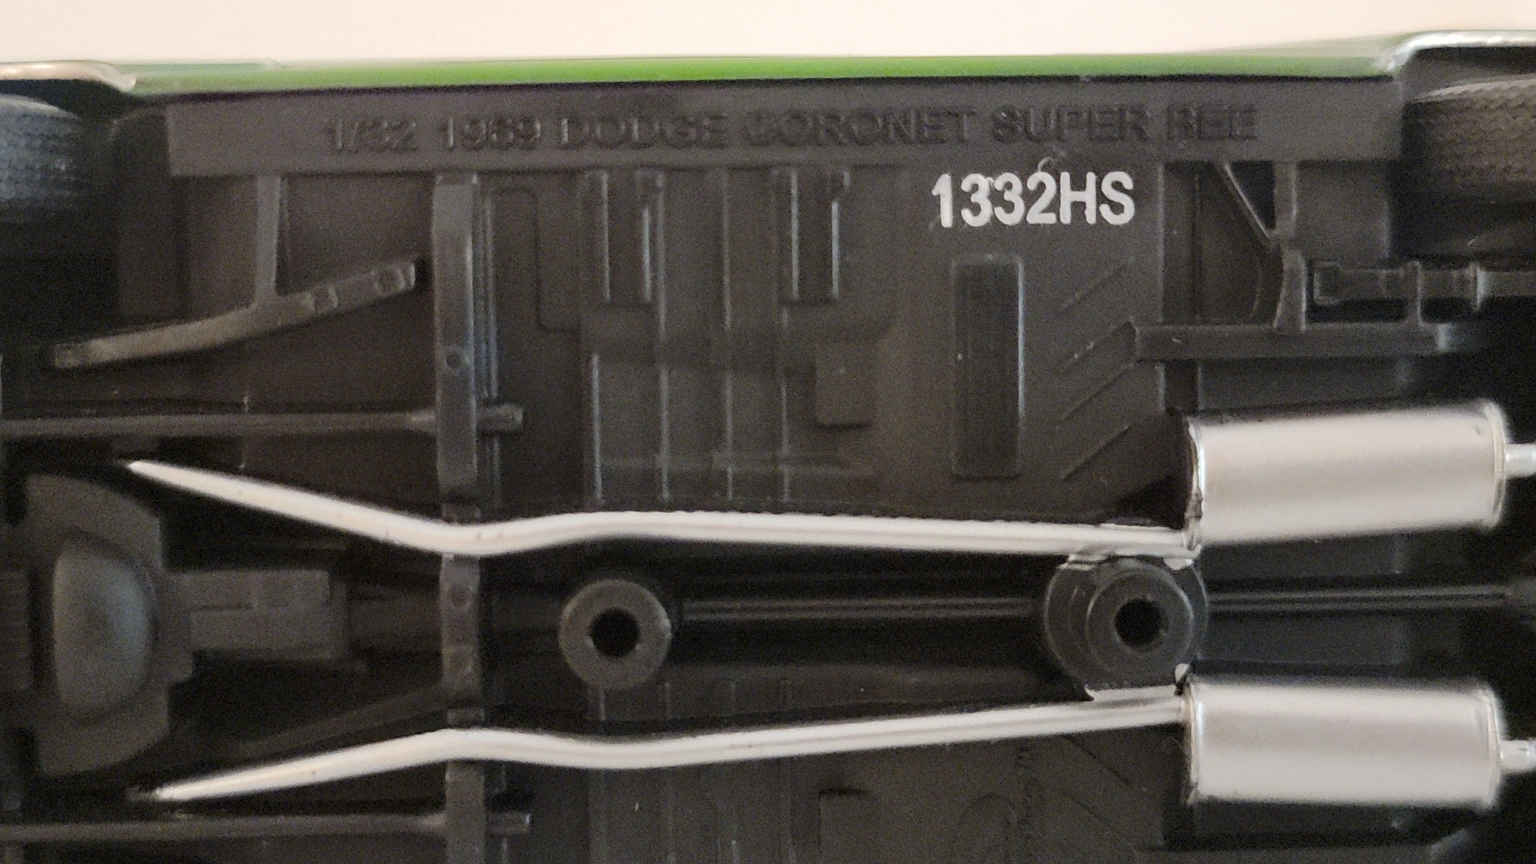 1/32 1969 DODGE CORONET SUPER BEE
1332HS